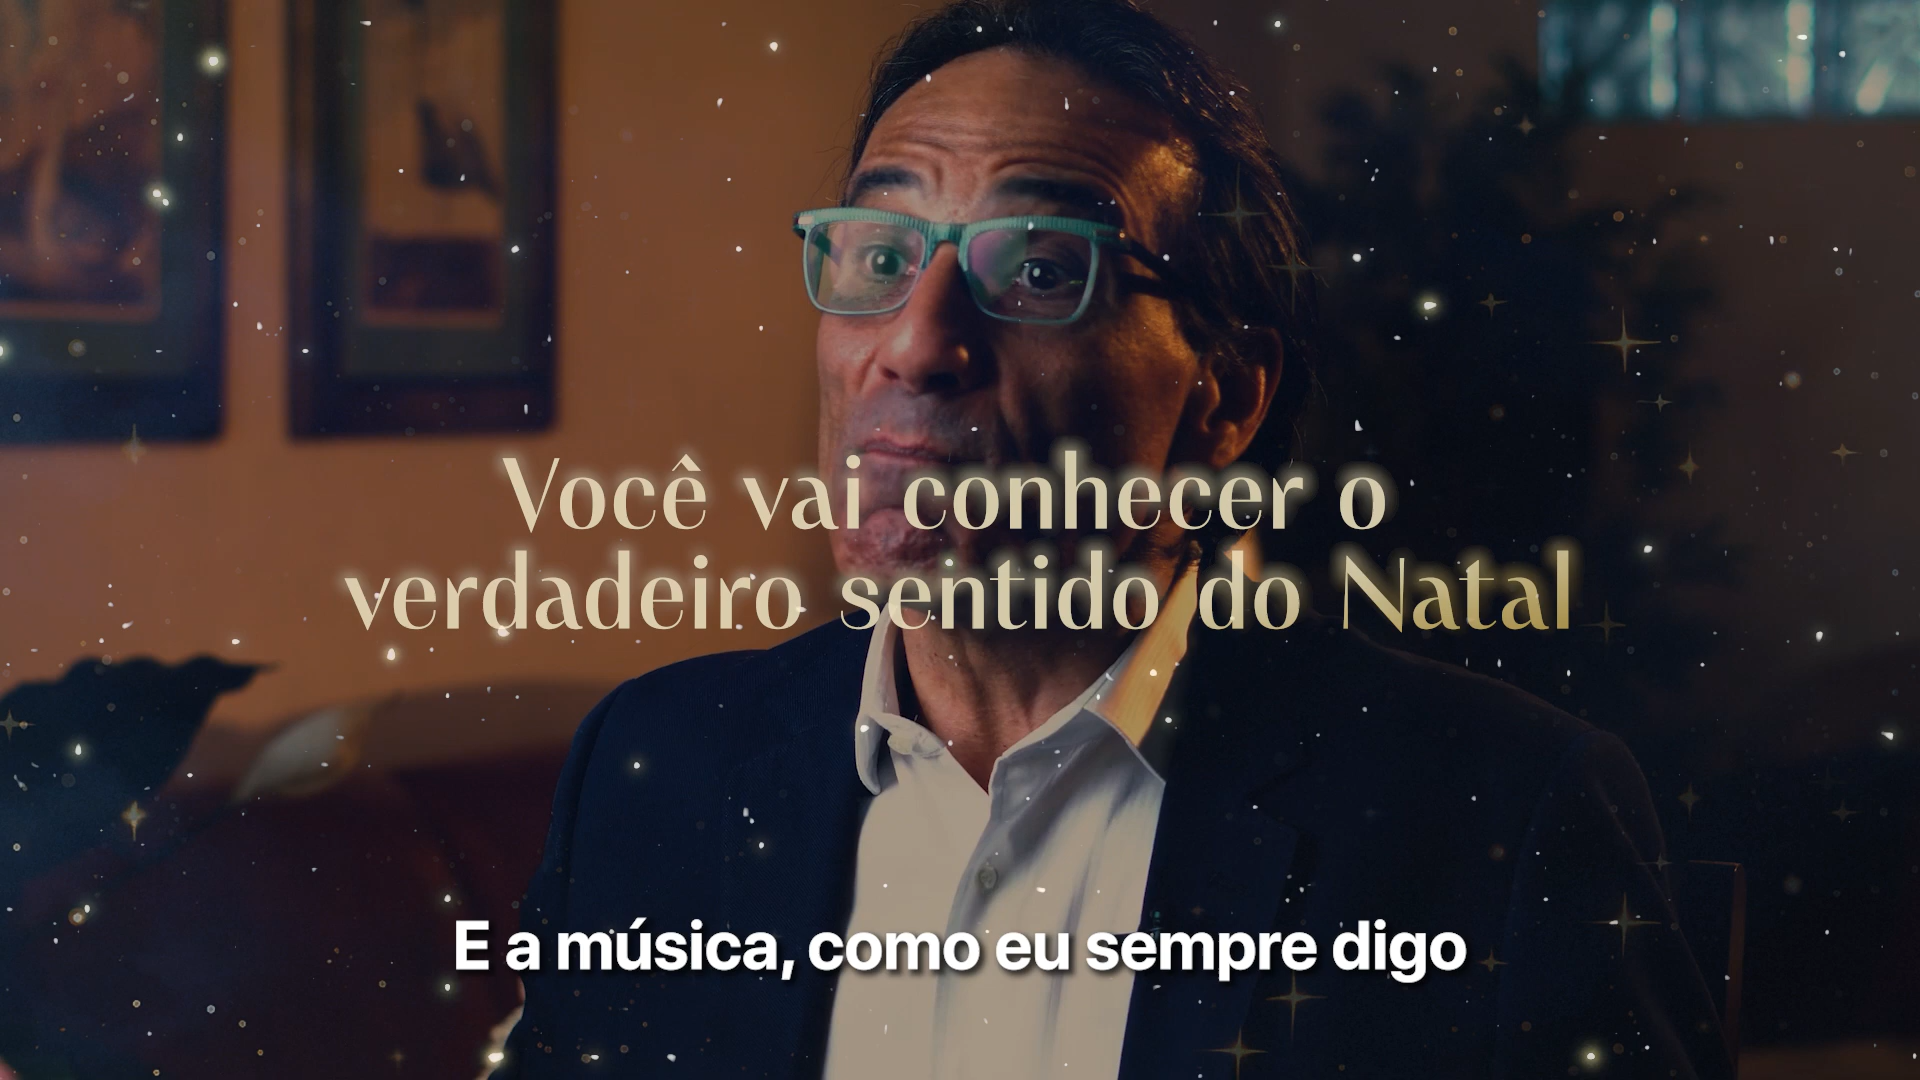 Você vai conhecer o
verdadeiro sentido do Natal
E a música, como eu sempre digo